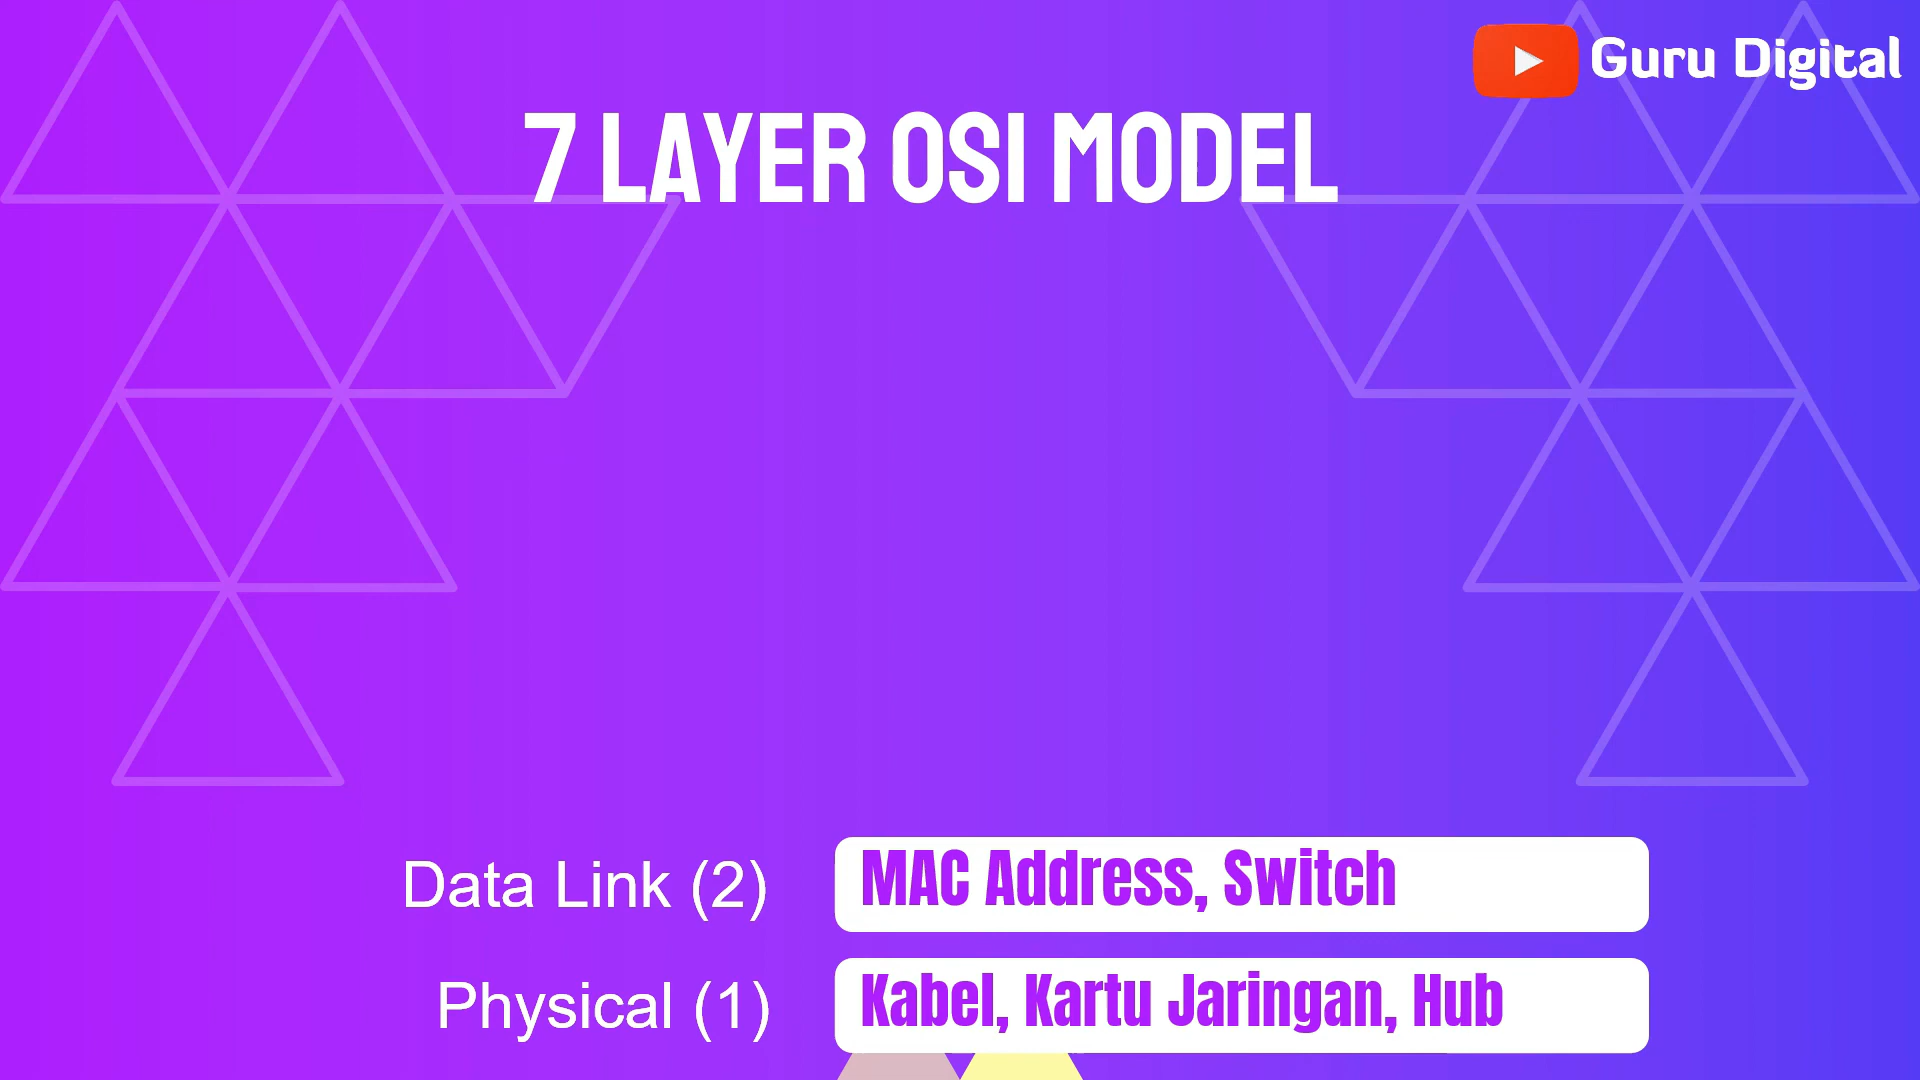 Guru Digital
7 LAYER OSI MODEL
Data Link (2) MAC Address, Switch
Physical (1) Kabel, Kartu Jaringan, Hub